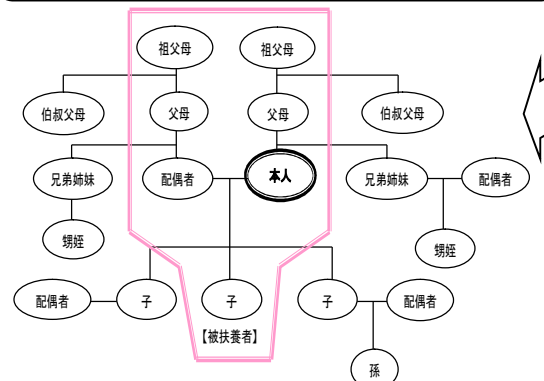 祖父母 祖父母
伯叔父母 父母 父母 伯叔父母
兄弟姉妹 配偶者 本人 兄弟姉妹 配偶者
甥姪 甥姪
配偶者 子 子 子 配偶者
【被扶養者】
孫